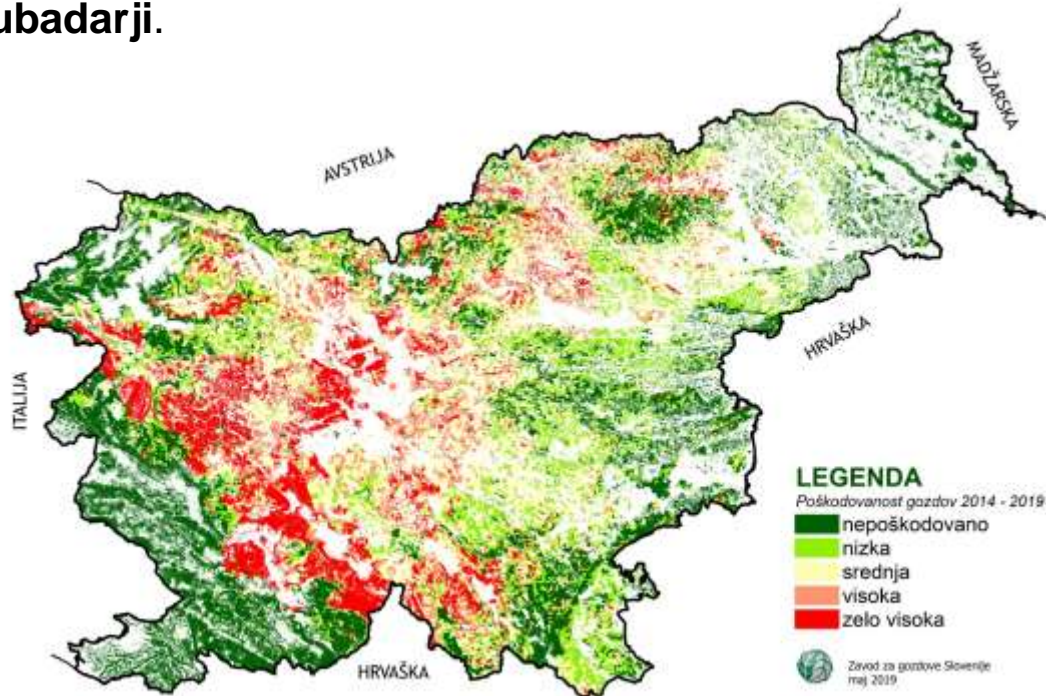 ubadarji.
MADŽARSKA
AVSTRIJA
HRVAŠKA
ITALIJA
LEGENDA
Poškodovanost gozdov 2014 - 2019
nepoškodovano
nizka
srednja
visoka
zelo visoka
HRVAŠKA
Zavod za gozdove Slovenije
maj 2019